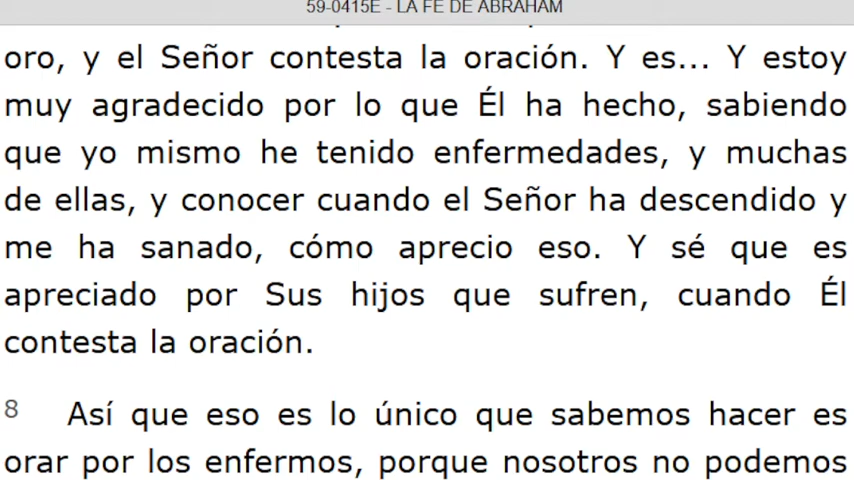 59-0415E - LA FE DE ABRAHAM
oro, y el Señor contesta la oración. Y es... Y estoy
muy agradecido por lo que Él ha hecho, sabiendo
que yo mismo he tenido enfermedades, y muchas
de ellas, y conocer cuando el Señor ha descendido y
me ha sanado, cómo aprecio eso. Y sé que es
apreciado por Sus hijos que sufren, cuando Él
contesta la oración.
8 Así que eso es lo único que sabemos hacer es
orar por los enfermos, porque nosotros no podemos